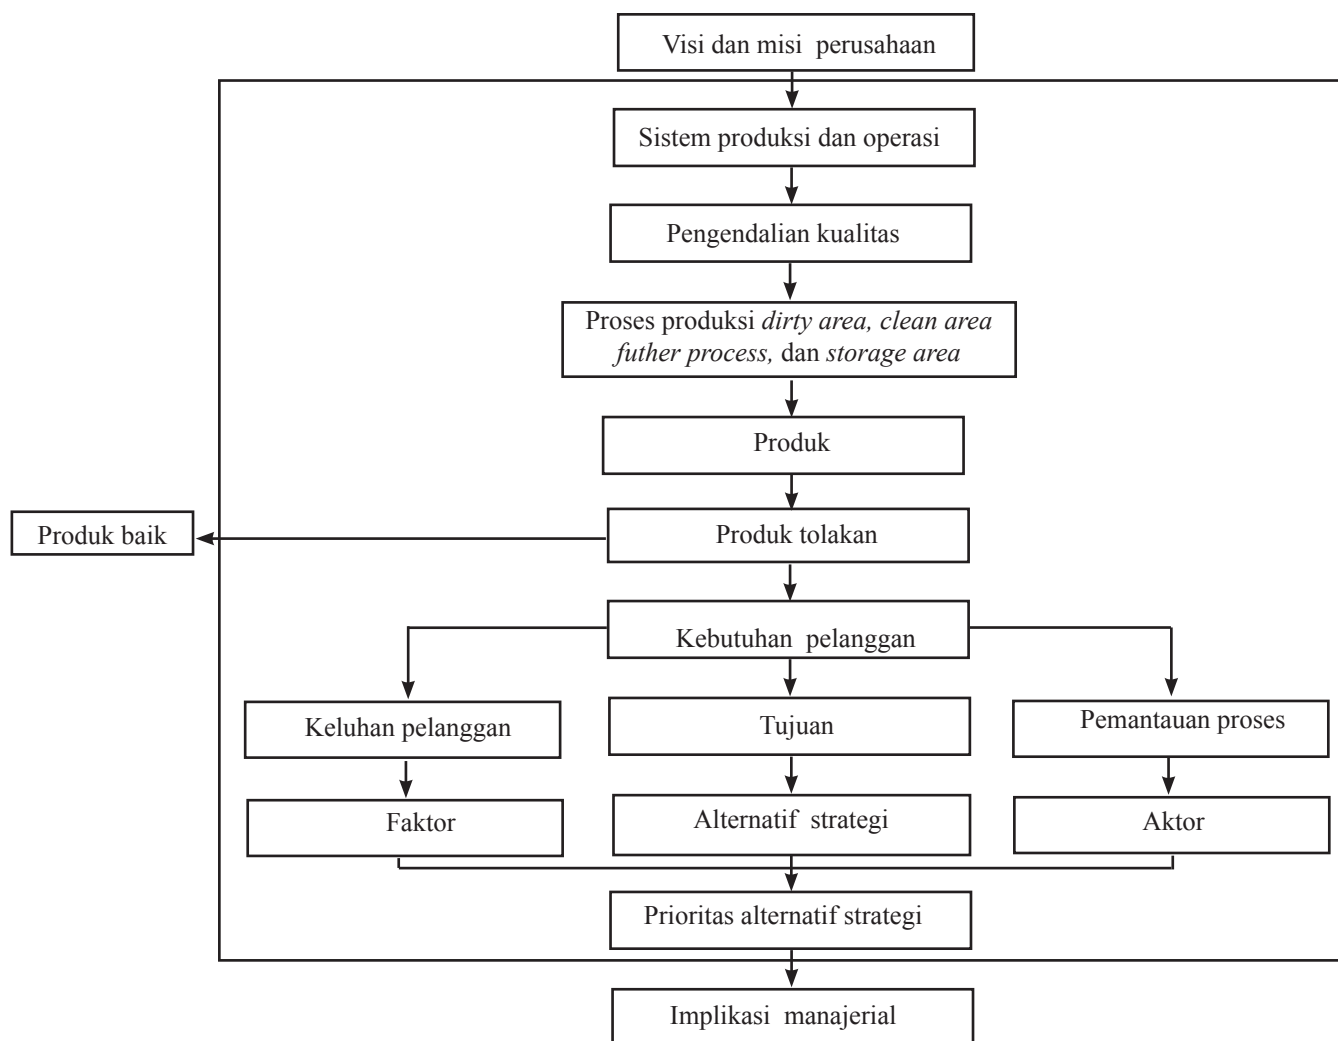 Visi dan misi perusahaan
Sistem produksi dan operasi
Pengendalian kualitas
Proses produksi dirty area, clean area
futher process, dan storage area
Produk
Produk baik
Produk tolakan
Kebutuhan pelanggan
Keluhan pelanggan
Tujuan
Pemantauan proses
Faktor
Alternatif strategi
Aktor
Prioritas alternatif strategi
Implikasi manajerial